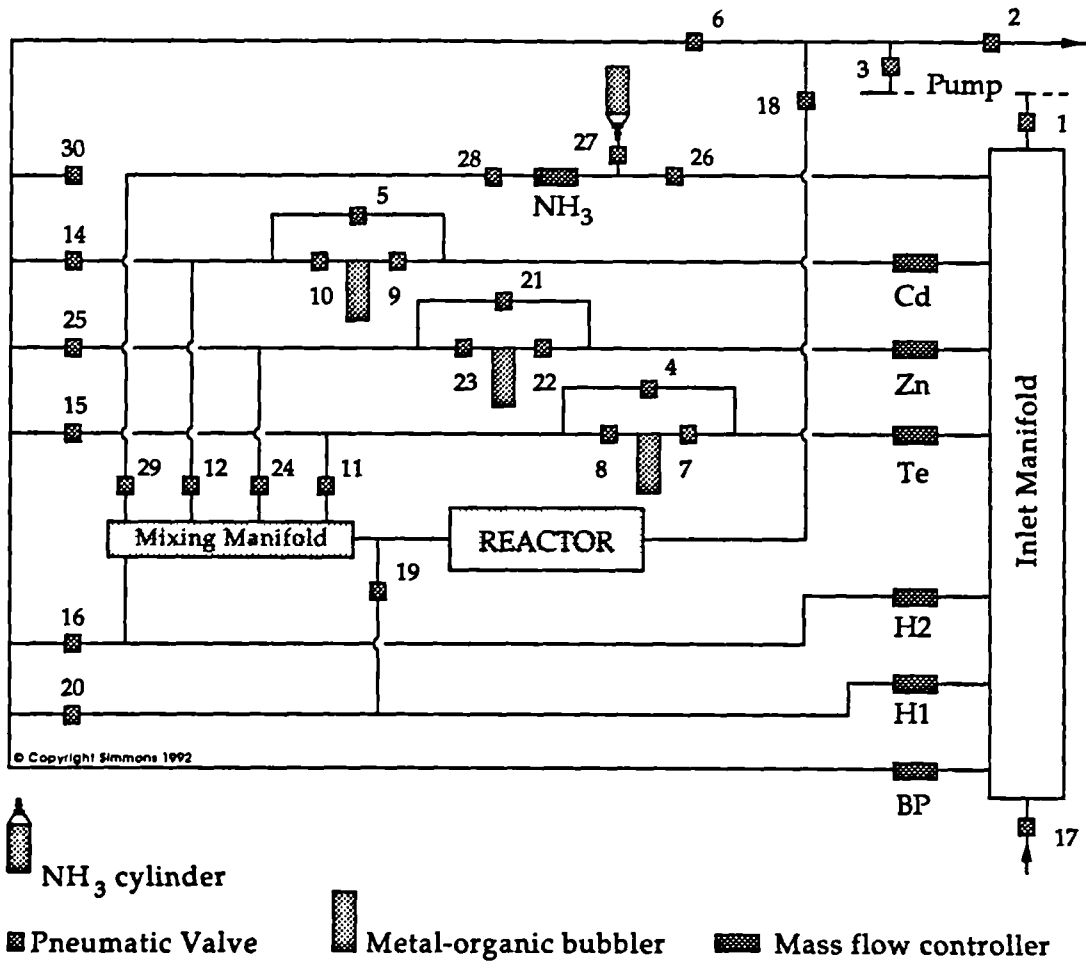 6
2
3
Pump
18
1
27
30
28
26
NH3
5
14
10
9
Cd
21
25
23
22
Zn
4
15
8
7
Te
29
12
24
11
Mixing Manifold
REACTOR
Inlet Manifold
19
16
H2
20
H1
© Copyright Simmons 1992
BP
17
NH3 cylinder
Pneumatic Valve
Metal-organic bubbler
Mass flow controller